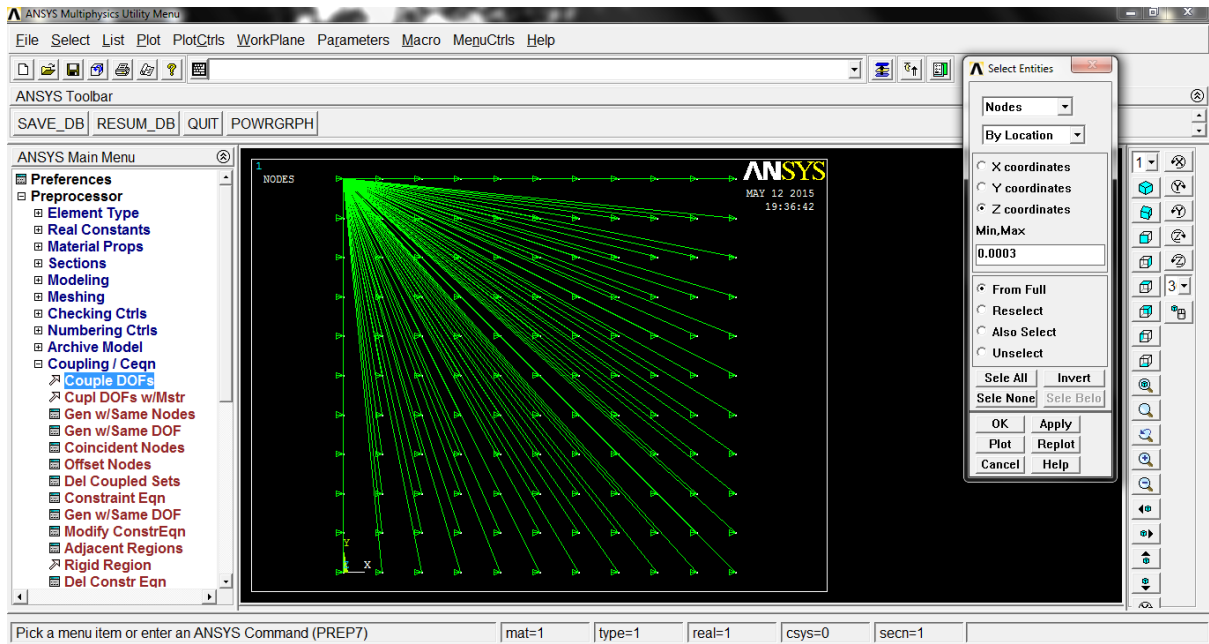 ANSYS Multiphysics Utility Menu
File Select List Plot PlotCtrls WorkPlane Parameters Macro MenuCtrls Help
ANSYS Toolbar
SAVE_DB RESUM_DB QUIT POWRGRPH
ANSYS Main Menu
Preferences
Preprocessor
Element Type
Real Constants
Material Props
Sections
Modeling
Meshing
Checking Ctrls
Numbering Ctrls
Archive Model
Coupling / Ceqn
Couple DOFs
Cupl DOFs w/Mstr
Gen w/Same Nodes
Gen w/Same DOF
Coincident Nodes
Offset Nodes
Del Coupled Sets
Constraint Eqn
Gen w/Same DOF
Modify ConstrEqn
Adjacent Regions
Rigid Region
Del Constr Eqn
1
NODES
ANSYS
MAY 12 2015
19:36:42
Y
X
Select Entities
Nodes
By Location
X coordinates
Y coordinates
Z coordinates
Min,Max
0.0003
From Full
Reselect
Also Select
Unselect
Sele All Invert
Sele None Sele Belo
OK Apply
Plot Replot
Cancel Help
1
3
Pick a menu item or enter an ANSYS Command (PREP7) mat=1 type=1 real=1 csys=0 secn=1